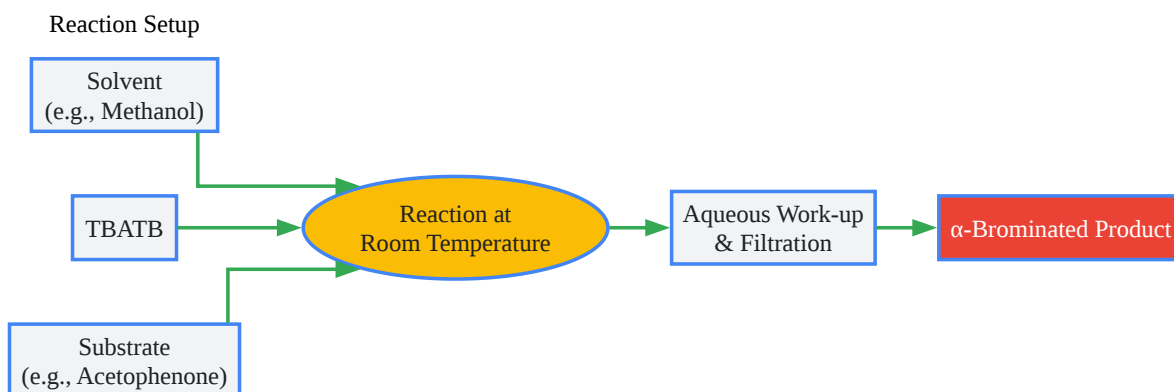 Reaction Setup
Solvent
(e.g., Methanol)
TBATB
Substrate
(e.g., Acetophenone)
Reaction at
Room Temperature
Aqueous Work-up
& Filtration
α-Brominated Product